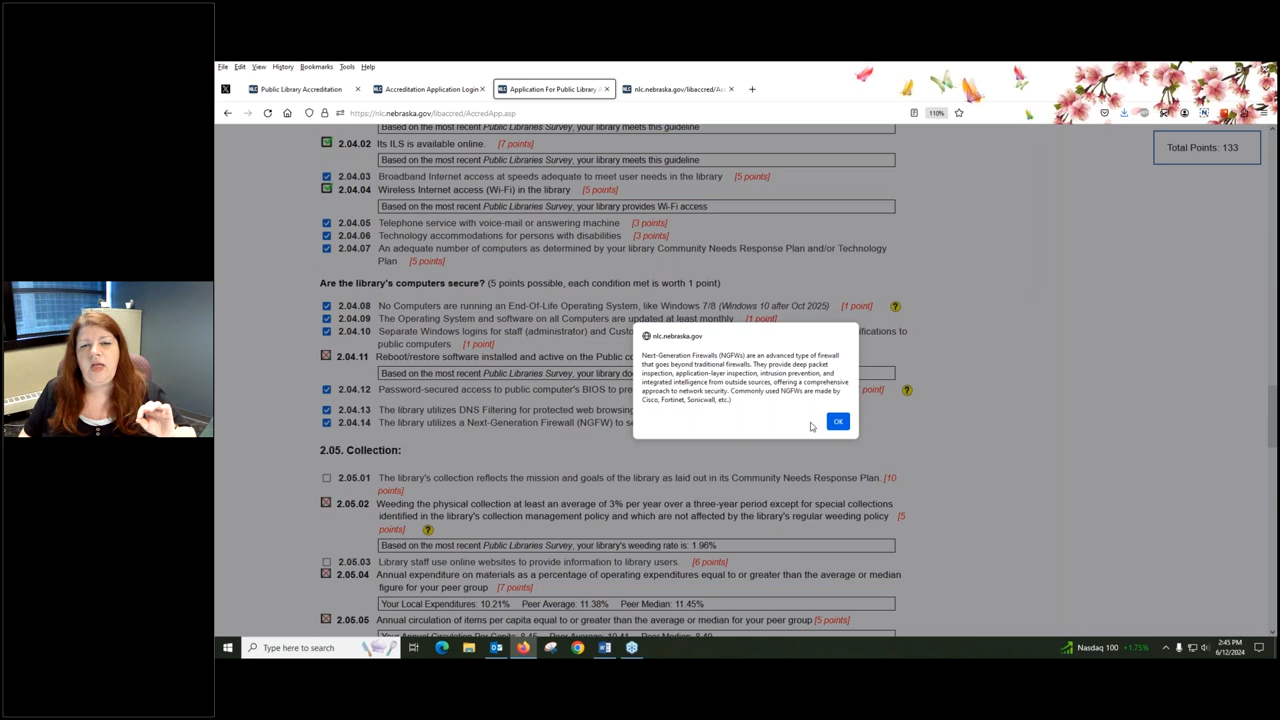 File Edit View History Bookmarks Tools Help
X NLC Public Library Accreditation × NLC Accreditation Application Login × NLC Application For Public Library A × NLC nlc.nebraska.gov/libaccred/Acc × +
https://nlc.nebraska.gov/libaccred/AccredApp.asp 110%
Total Points: 133
Based on the most recent Public Libraries Survey, your library meets this guideline
2.04.02 Its ILS is available online. [7 points]
Based on the most recent Public Libraries Survey, your library meets this guideline
2.04.03 Broadband Internet access at speeds adequate to meet user needs in the library [5 points]
2.04.04 Wireless Internet access (Wi-Fi) in the library [5 points]
Based on the most recent Public Libraries Survey, your library provides Wi-Fi access
2.04.05 Telephone service with voice-mail or answering machine [3 points]
2.04.06 Technology accommodations for persons with disabilities [3 points]
2.04.07 An adequate number of computers as determined by your library Community Needs Response Plan and/or Technology
Plan [5 points]
Are the library's computers secure? (5 points possible, each condition met is worth 1 point)
2.04.08 No Computers are running an End-Of-Life Operating System, like Windows 7/8 (Windows 10 after Oct 2025) [1 point] ?
2.04.09 The Operating System and software on all Computers are updated at least monthly [1 point]
2.04.10 Separate Windows logins for staff (administrator) and Custo
ifications to
public computers [1 point]
2.04.11 Reboot/restore software installed and active on the Public co
Based on the most recent Public Libraries Survey, your library do
2.04.12 Password-secured access to public computer's BIOS to pre
point] ?
2.04.13 The library utilizes DNS Filtering for protected web browsing
2.04.14 The library utilizes a Next-Generation Firewall (NGFW) to se
nlc.nebraska.gov
Next-Generation Firewalls (NGFWs) are an advanced type of firewall
that goes beyond traditional firewalls. They provide deep packet
inspection, application-layer inspection, intrusion prevention, and
integrated intelligence from outside sources, offering a comprehensive
approach to network security. Commonly used NGFWs are made by
Cisco, Fortinet, Sonicwall, etc.)
OK
2.05. Collection:
2.05.01 The library's collection reflects the mission and goals of the library as laid out in its Community Needs Response Plan. [10
points]
2.05.02 Weeding the physical collection at least an average of 3% per year over a three-year period except for special collections
identified in the library's collection management policy and which are not affected by the library's regular weeding policy [5
points] ?
Based on the most recent Public Libraries Survey, your library's weeding rate is: 1.96%
2.05.03 Library staff use online websites to provide information to library users. [6 points]
2.05.04 Annual expenditure on materials as a percentage of operating expenditures equal to or greater than the average or median
figure for your peer group [7 points]
Your Local Expenditures: 10.21% Peer Average: 11.38% Peer Median: 11.45%
2.05.05 Annual circulation of items per capita equal to or greater than the average or median for your peer group [5 points]
Type here to search
Nasdaq 100 +1.75%
2:45 PM
6/12/2024